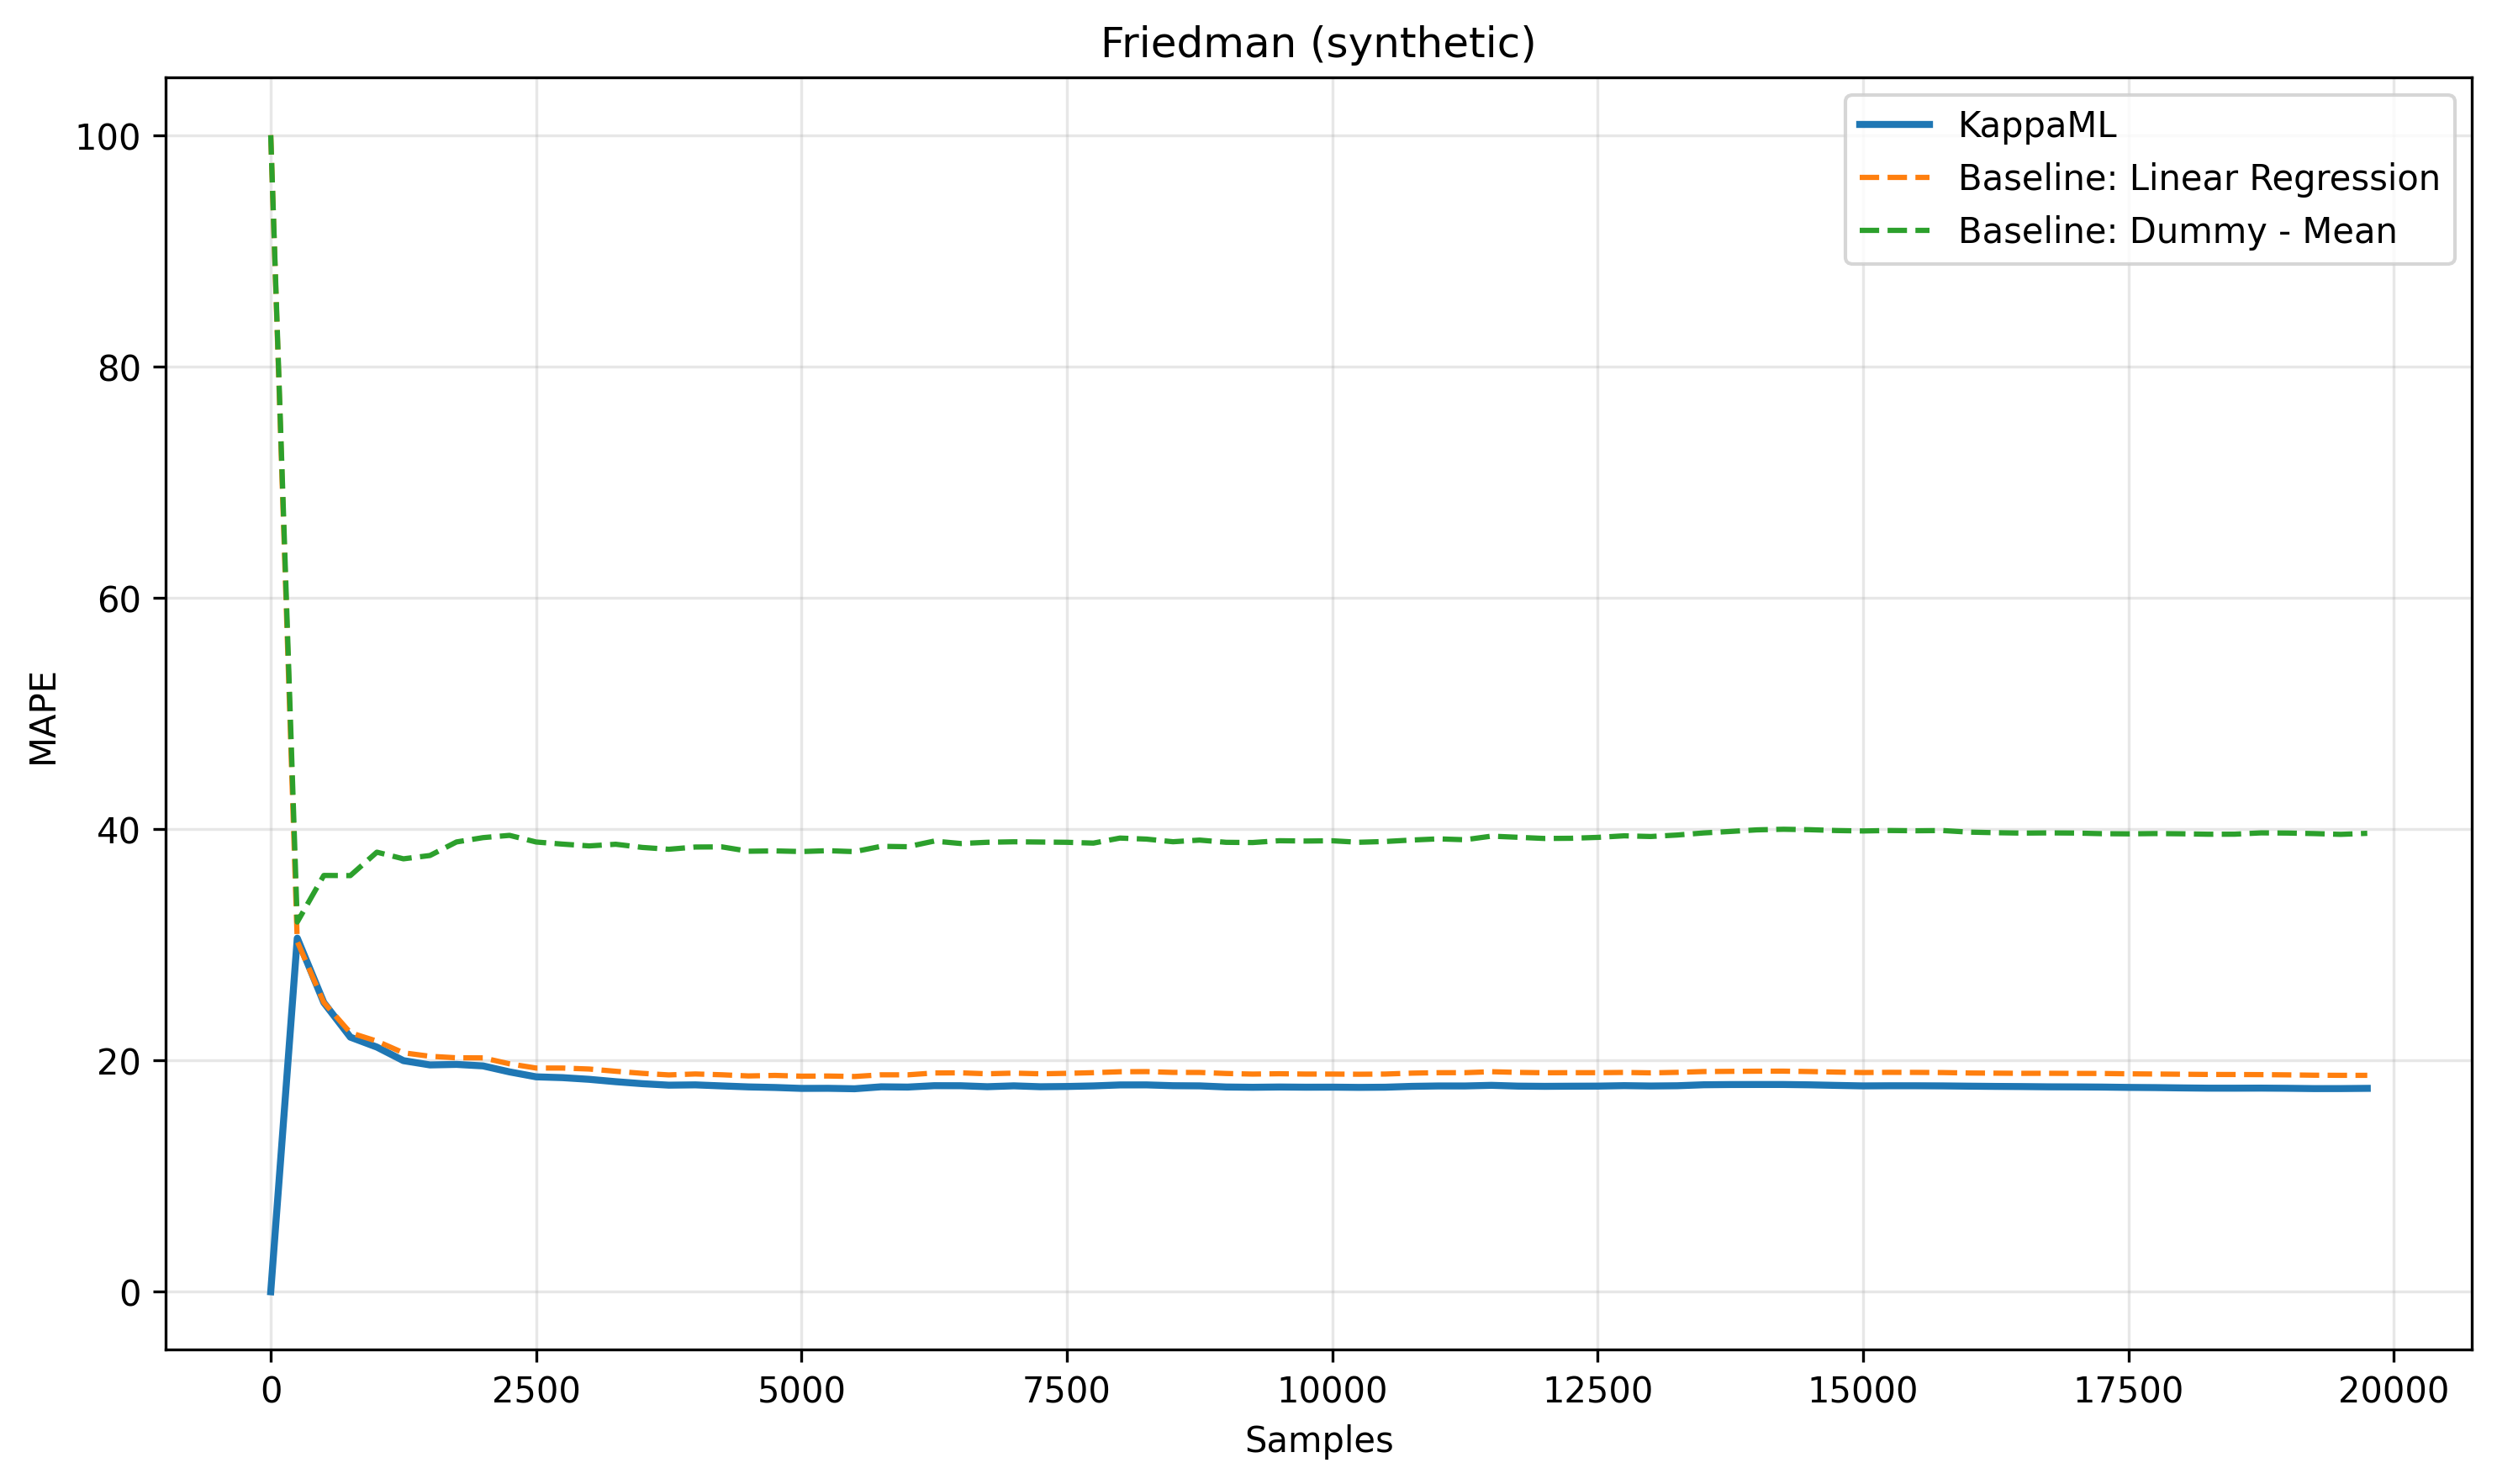 Friedman (synthetic)
KappaML
Baseline: Linear Regression
Baseline: Dummy - Mean
MAPE
100
80
60
40
20
0
0 2500 5000 7500 10000 12500 15000 17500 20000
Samples